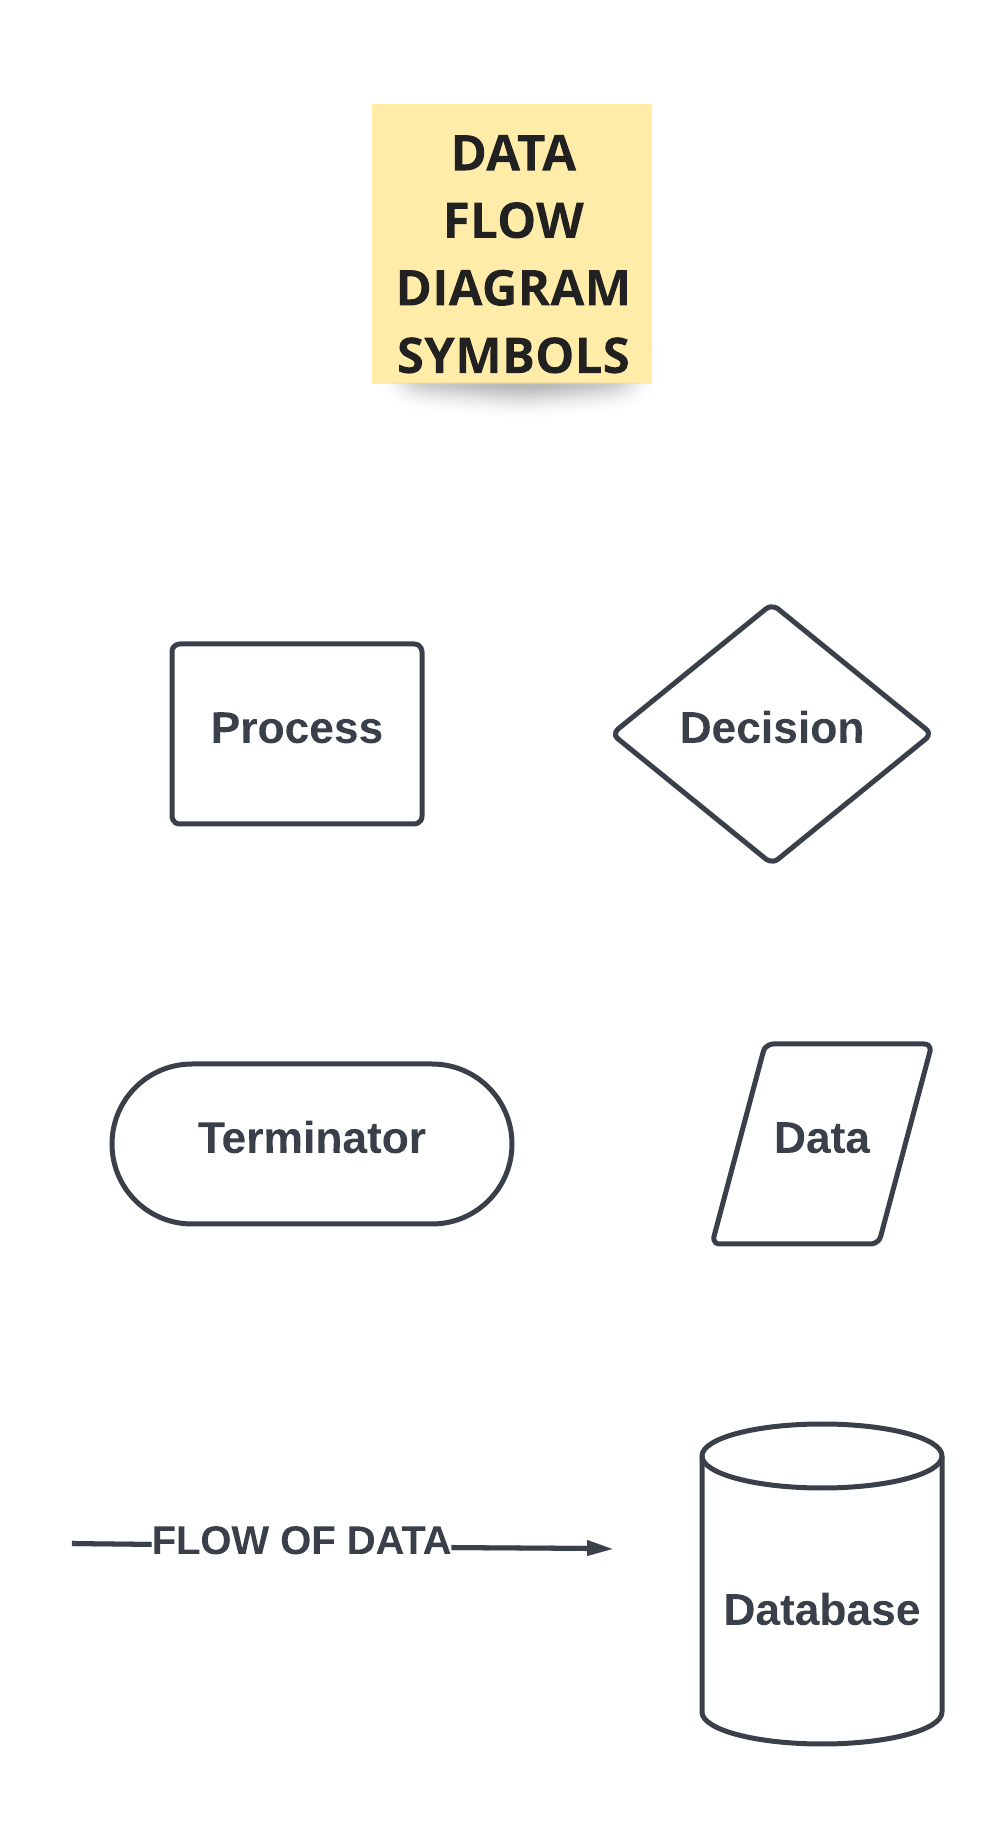 DATA
FLOW
DIAGRAM
SYMBOLS
Process
Decision
Terminator
Data
FLOW OF DATA
Database